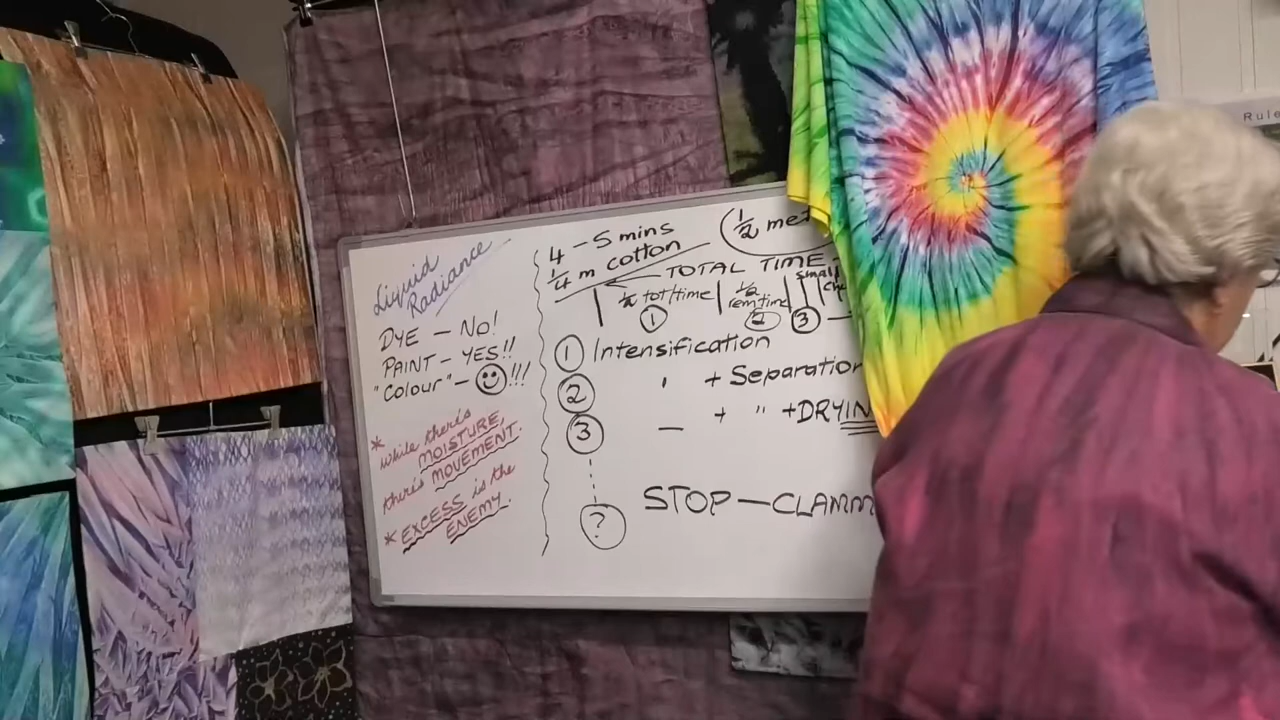 Liquid
Radiance
DYE - No!
PAINT - YES!!
"Colour" - !!!
* while there's
MOISTURE,
there's MOVEMENT.
* EXCESS is the
ENEMY.
4-5 mins
1/4 m cotton
(1/2 met
TOTAL TIME
1/2 tot/time
1/2
rem time
small
① ② ③
① Intensification
② " + Separation
③ — + " + DRYIN
? STOP — CLAMM
Rule